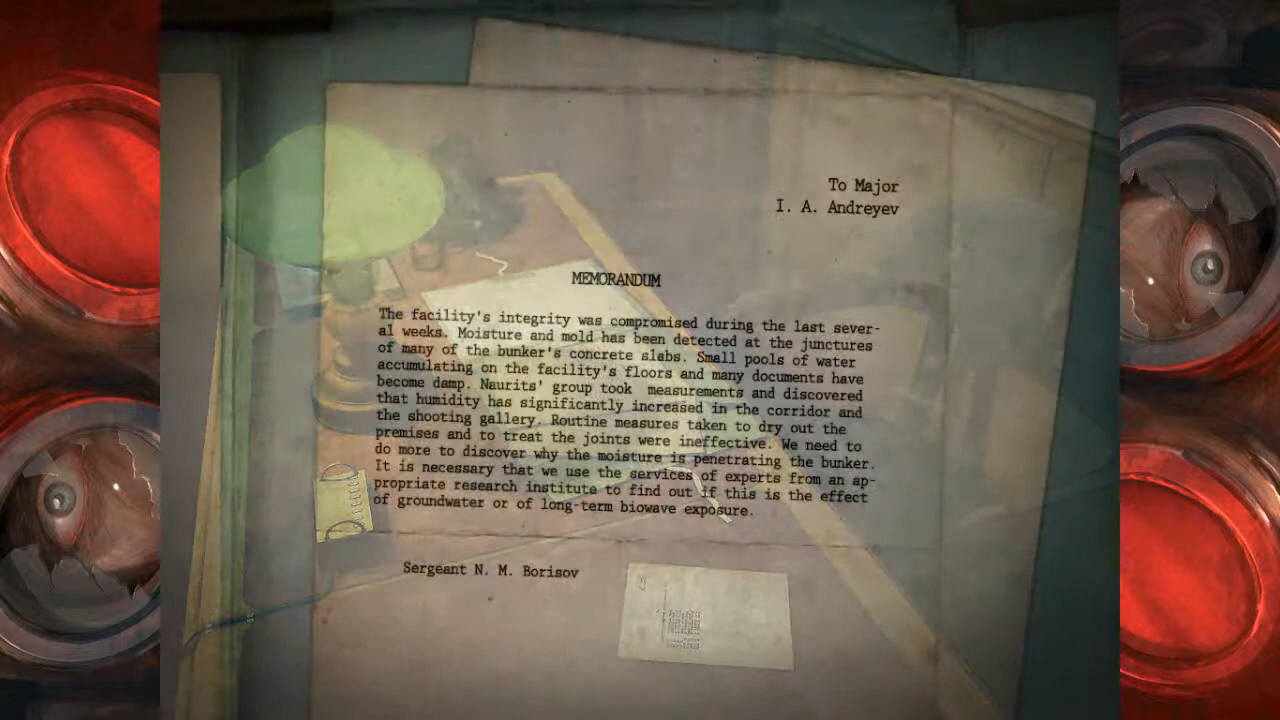 To Major
I. A. Andreyev
MEMORANDUM
The facility's integrity was compromised during the last sever-
al weeks. Moisture and mold has been detected at the junctures
of many of the bunker's concrete slabs. Small pools of water
accumulating on the facility's floors and many documents have
become damp. Naurits' group took measurements and discovered
that humidity has significantly increased in the corridor and
the shooting gallery. Routine measures taken to dry out the
premises and to treat the joints were ineffective. We need to
do more to discover why the moisture is penetrating the bunker.
It is necessary that we use the services of experts from an ap-
propriate research institute to find out if this is the effect
of groundwater or of long-term biowave exposure.
Sergeant N. M. Borisov